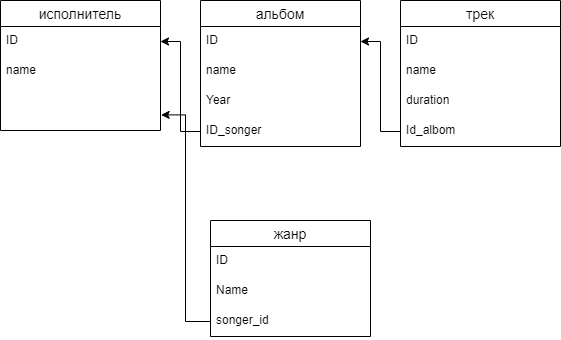 исполнитель
ID
name
альбом
ID
name
Year
ID_songer
трек
ID
name
duration
Id_albom
жанр
ID
Name
songer_id